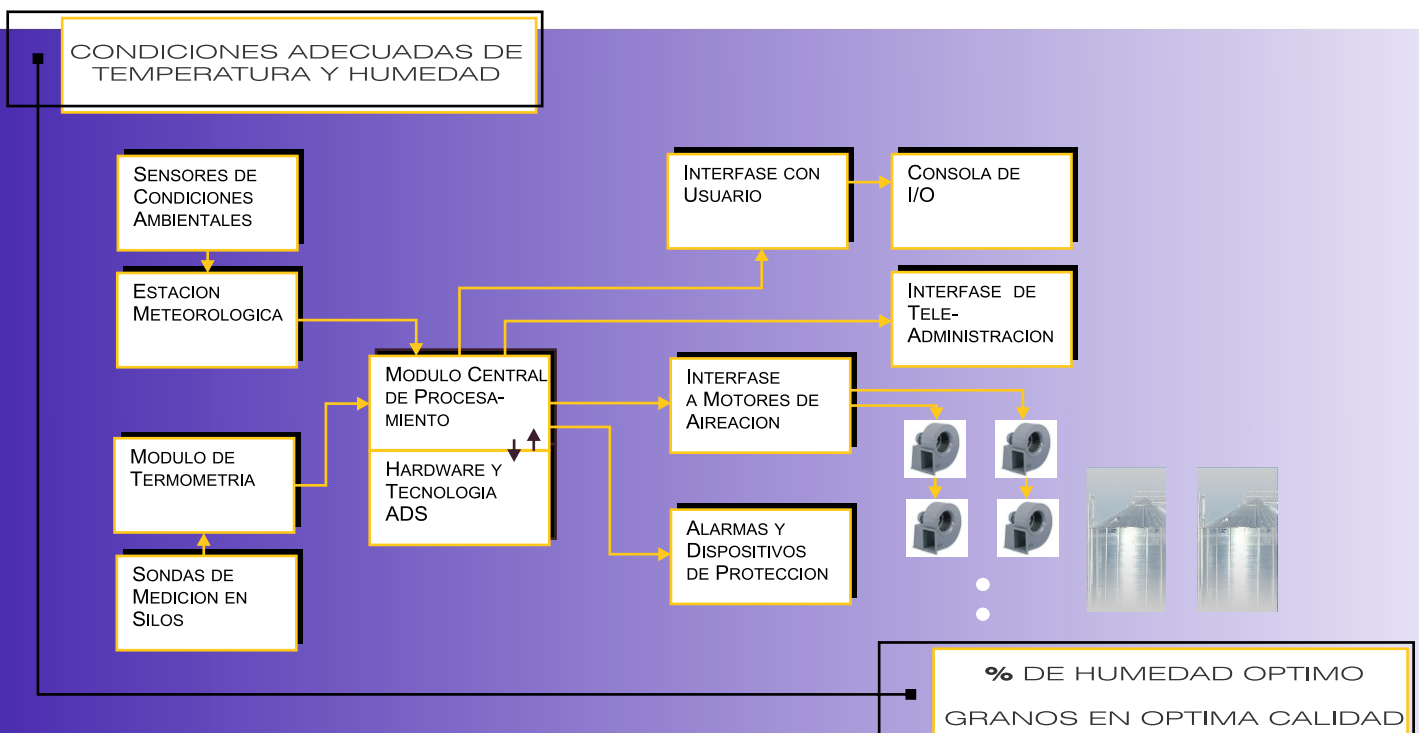 CONDICIONES ADECUADAS DE
TEMPERATURA Y HUMEDAD
SENSORES DE
CONDICIONES
AMBIENTALES
ESTACION
METEOROLOGICA
MODULO DE
TERMOMETRIA
SONDAS DE
MEDICION EN
SILOS
MODULO CENTRAL
DE PROCESA-
MIENTO
HARDWARE Y
TECNOLOGIA
ADS
INTERFASE CON
USUARIO
CONSOLA DE
I/O
INTERFASE DE
TELE-
ADMINISTRACION
INTERFASE
A MOTORES DE
AIREACION
ALARMAS Y
DISPOSITIVOS
DE PROTECCION
% DE HUMEDAD OPTIMO
GRANOS EN OPTIMA CALIDAD